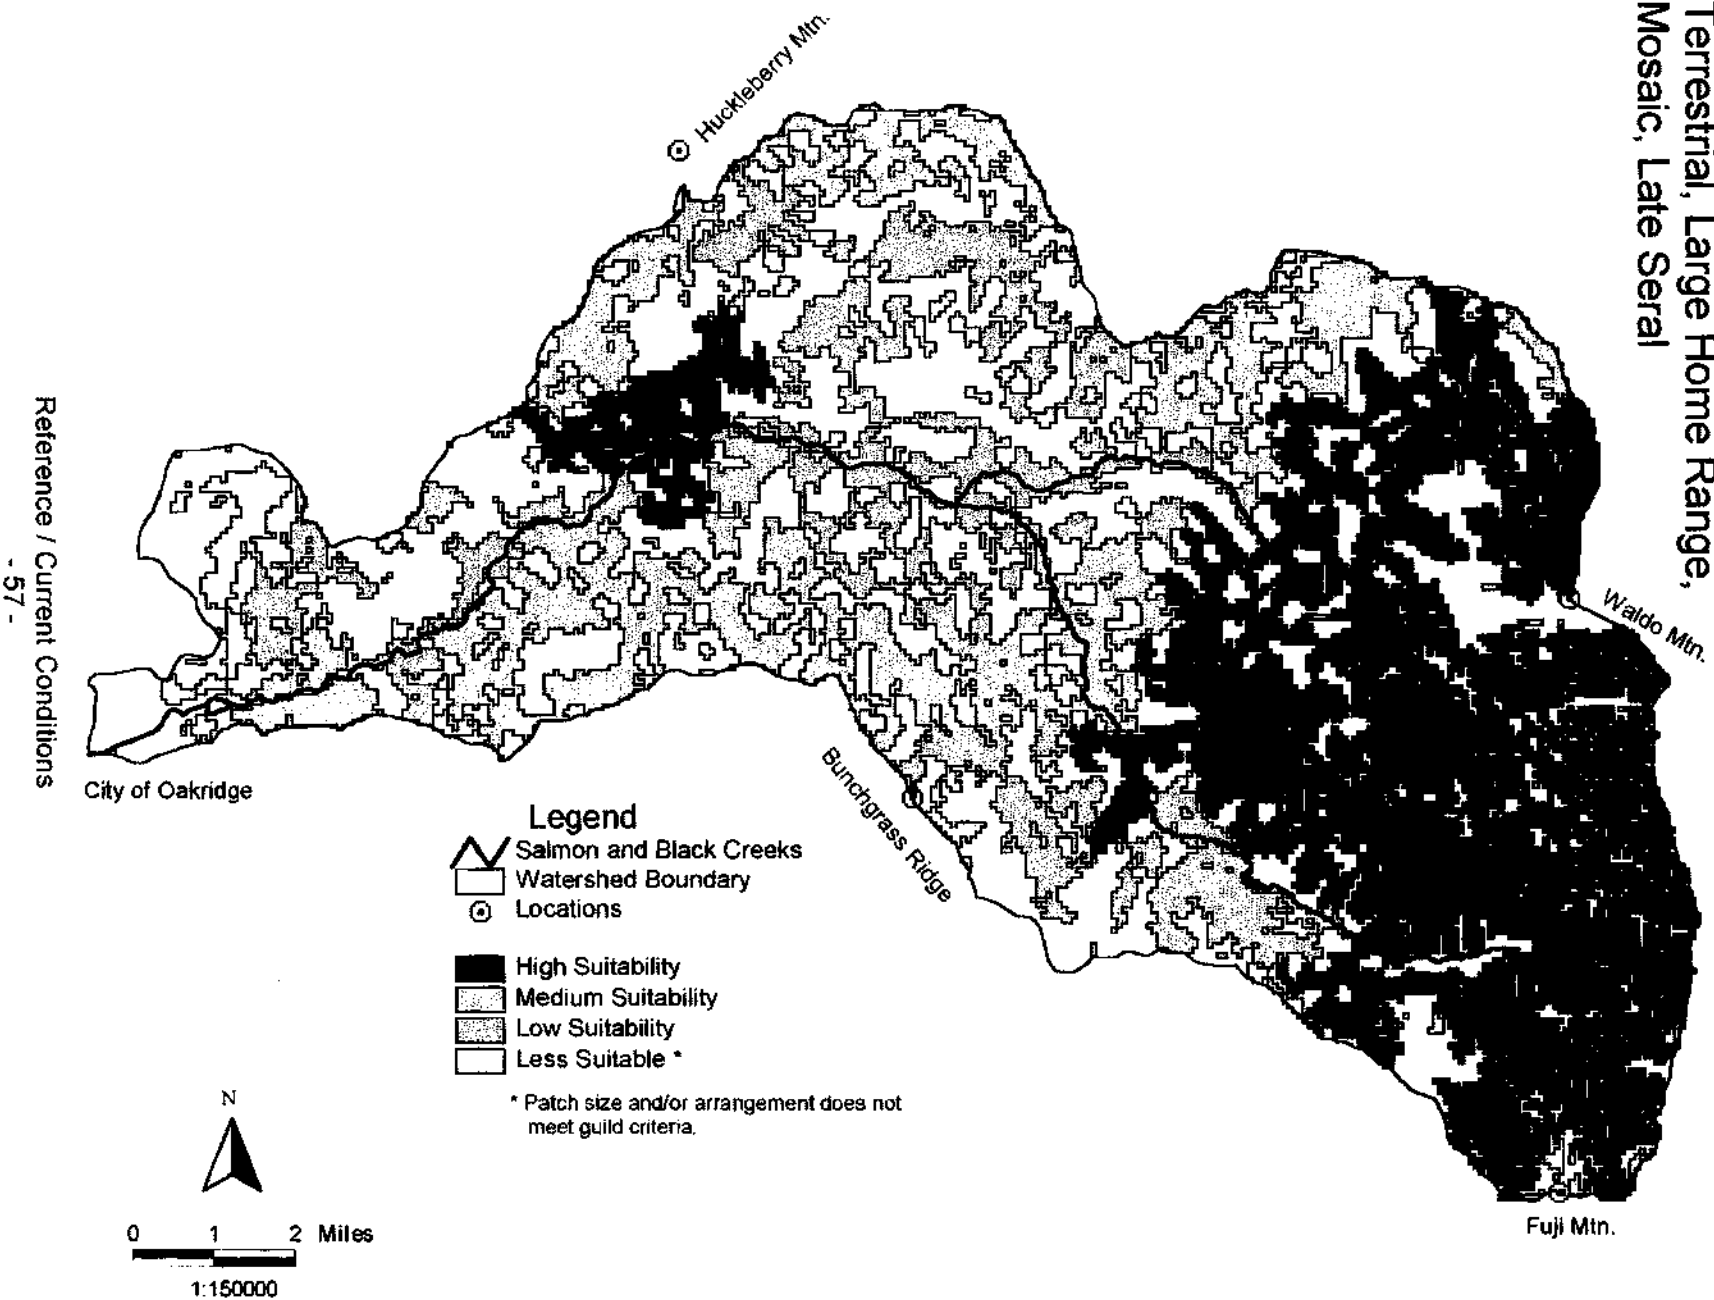 Terrestrial, Large Home Range,
Mosaic, Late Seral
Huckleberry Mtn.
Waldo Mtn.
Bunchgrass Ridge
City of Oakridge
Fuji Mtn.
Legend
Salmon and Black Creeks
Watershed Boundary
Locations
High Suitability
Medium Suitability
Low Suitability
Less Suitable *
* Patch size and/or arrangement does not
meet guild criteria.
N
0 1 2 Miles
1:150000
Reference / Current Conditions
- 57 -